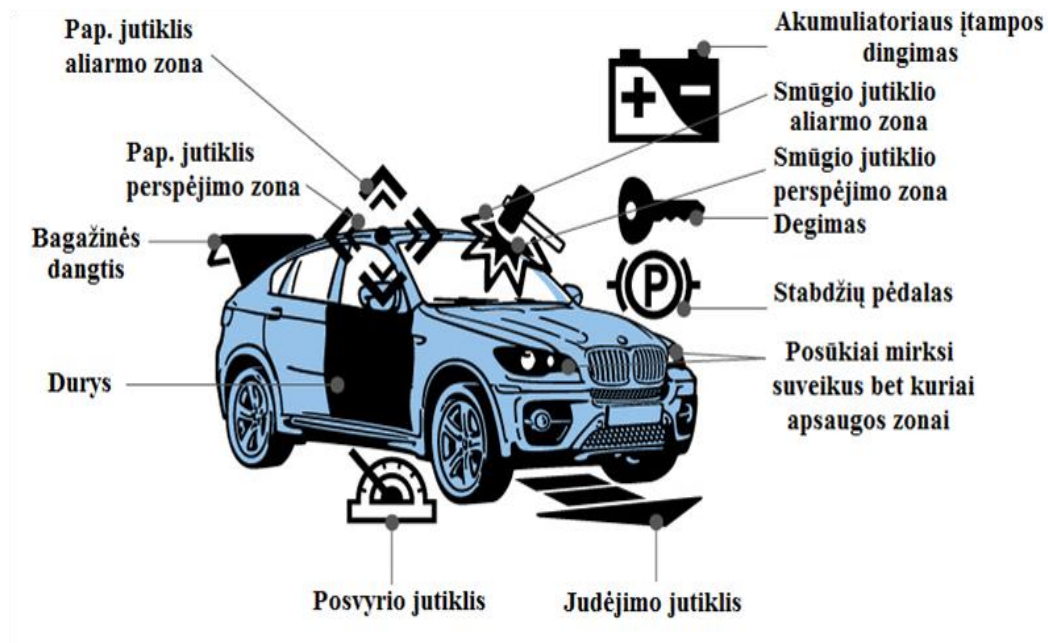 Pap. jutiklis
aliarmo zona
Pap. jutiklis
perspėjimo zona
Bagažinės
dangtis
Durys
Posvyrio jutiklis
Judėjimo jutiklis
Akumuliatoriaus įtampos
dingimas
Smūgio jutiklio
aliarmo zona
Smūgio jutiklio
perspėjimo zona
Degimas
P
Stabdžių pėdalas
Posūkiai mirksi
suveikus bet kuriai
apsaugos zonai